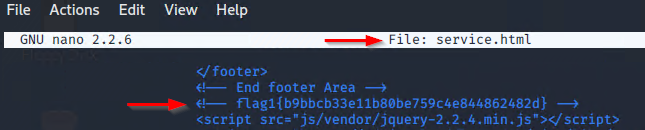 File Actions Edit View Help
GNU nano 2.2.6 File: service.html
</footer>
<!-- End footer Area -->
<!-- flag1{b9bbcb33e11b80be759c4e844862482d} -->
<script src="js/vendor/jquery-2.2.4.min.js"></script>